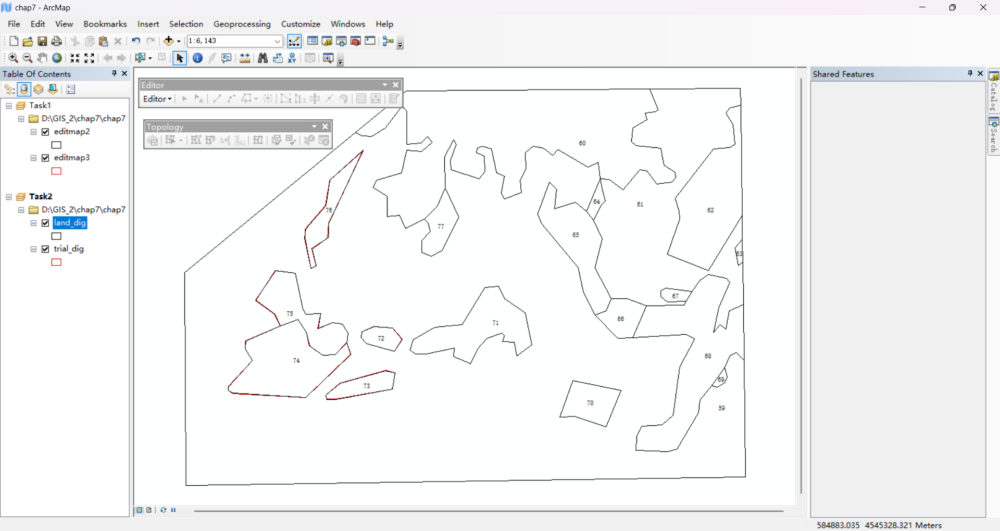 chap7 - ArcMap
File Edit View Bookmarks Insert Selection Geoprocessing Customize Windows Help
1:6,143
Table Of Contents
Task1
D:\GIS_2\chap7\chap7
editmap2
editmap3
Task2
D:\GIS_2\chap7\chap7
land_dig
trial_dig
Editor
Editor
Topology
60
64
61
62
76
77
65
63
67
75
66
71
72
74
68
73
69
70
59
Shared Features
Catalog
Search
584883.035 4545328.321 Meters